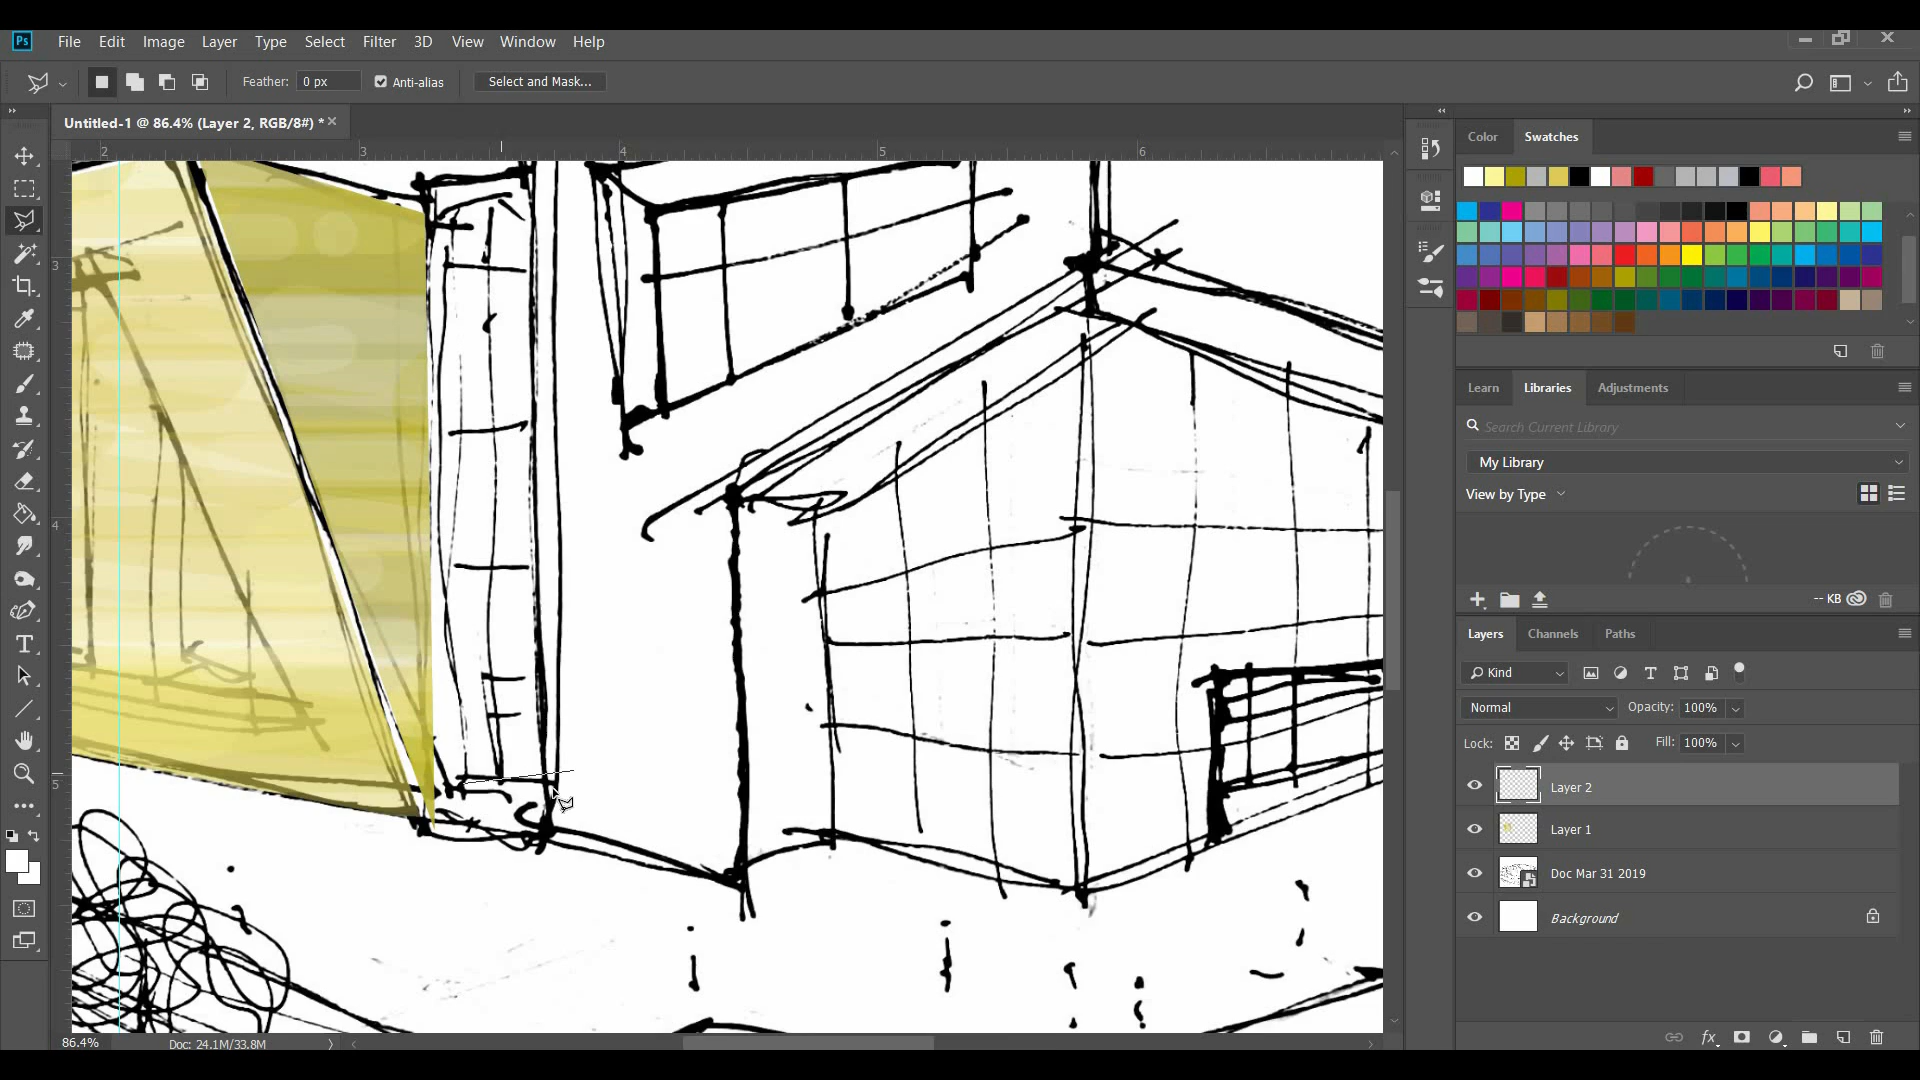 Ps File Edit Image Layer Type Select Filter 3D View Window Help
Feather: 0 px Anti-alias Select and Mask...
Untitled-1 @ 86.4% (Layer 2, RGB/8#) *
Color Swatches
2 3 4 5 6
3
4
5
Learn Libraries Adjustments
Search Current Library
My Library
View by Type
-- KB
Layers Channels Paths
Kind
Normal Opacity: 100%
Lock: Fill: 100%
Layer 2
Layer 1
Doc Mar 31 2019
Background
86.4% Doc: 24.1M/33.8M